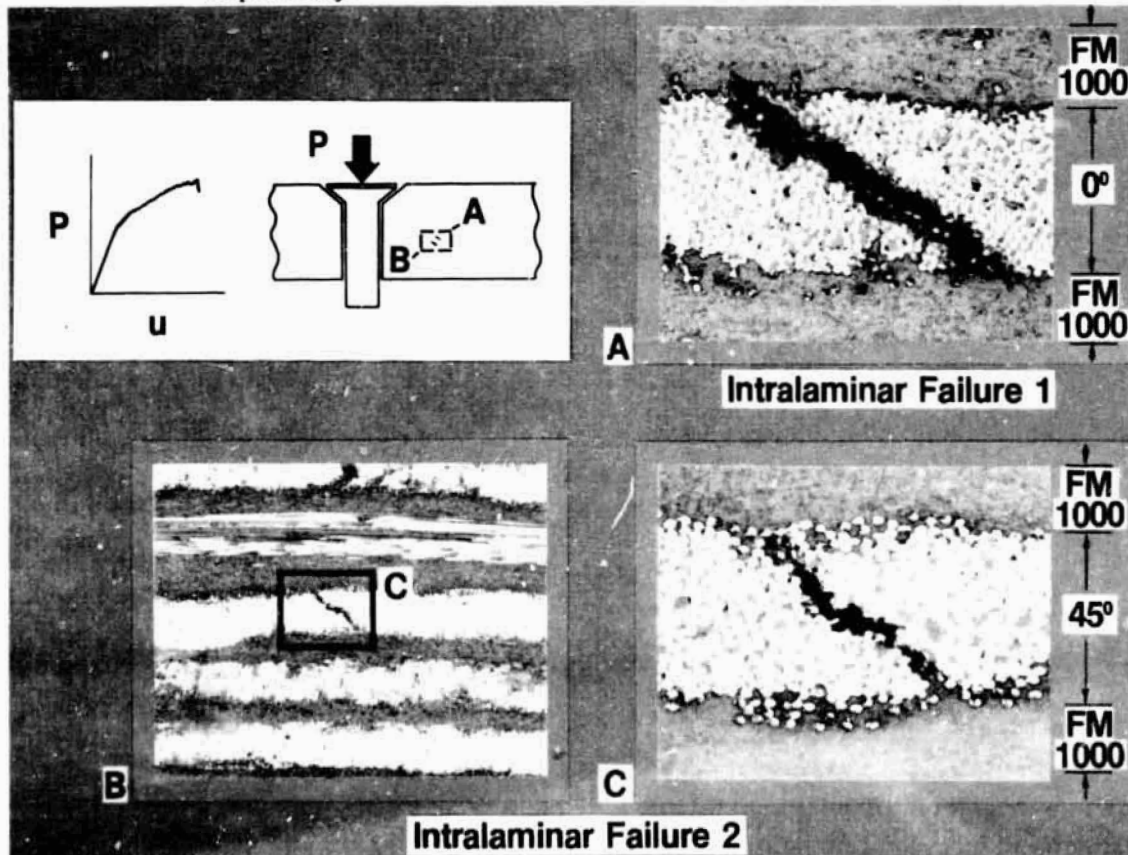 P
u
P
A
B
FM
1000
0º
FM
1000
A
Intralaminar Failure 1
C
B
FM
1000
45º
FM
1000
C
Intralaminar Failure 2